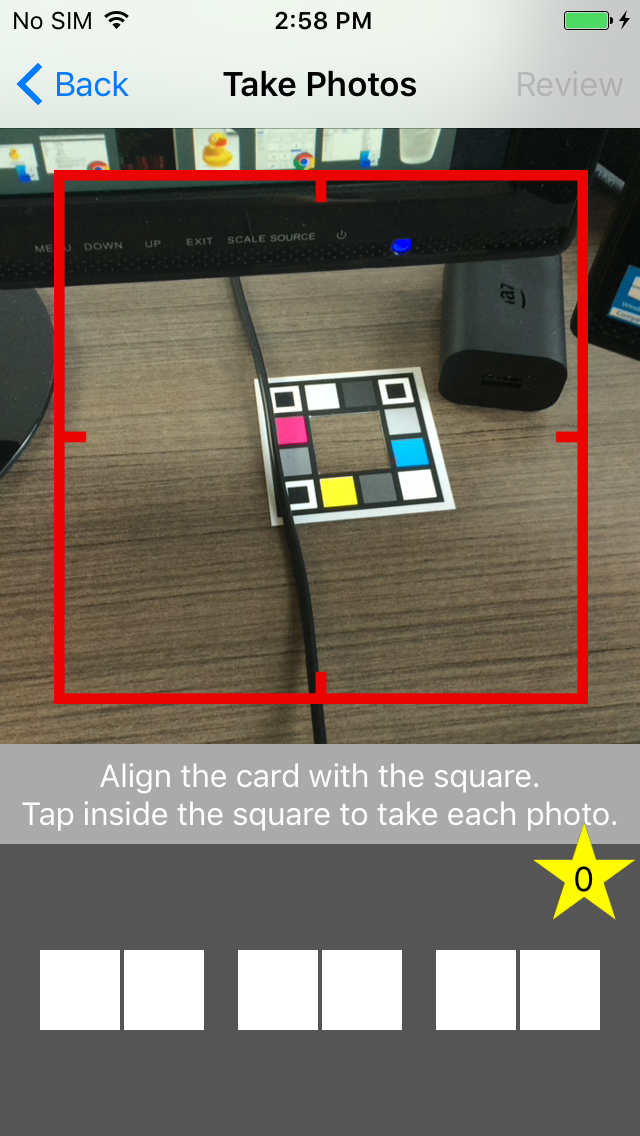 No SIM 2:58 PM
Back Take Photos Review
MENU DOWN UP EXIT SCALE SOURCE
Align the card with the square.
Tap inside the square to take each photo.
0